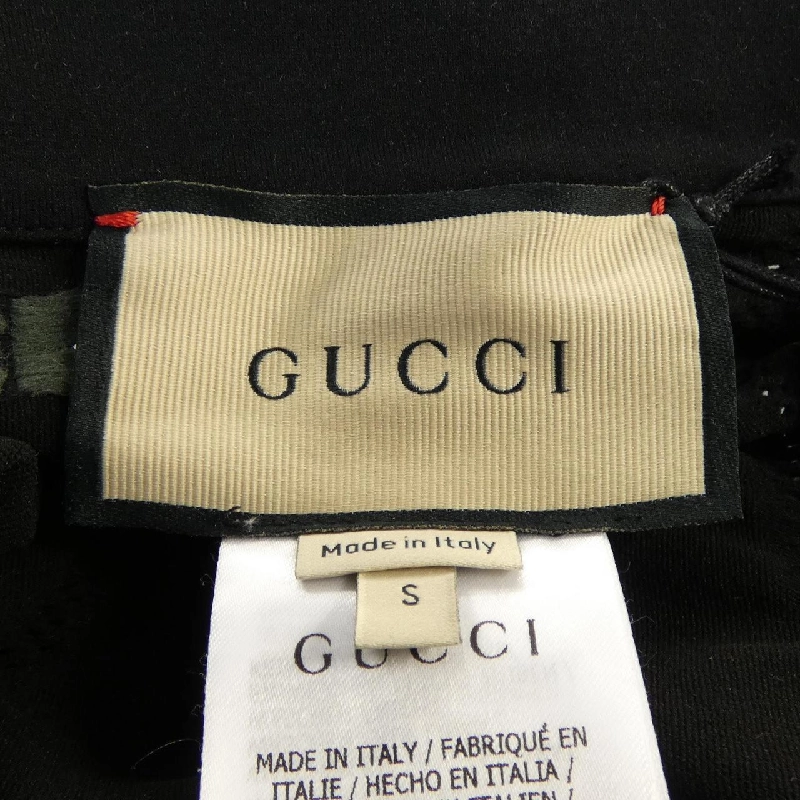 GUCCI
Made in Italy
S
GUCCI
MADE IN ITALY / FABRIQUÉ EN
ITALIE / HECHO EN ITALIA /